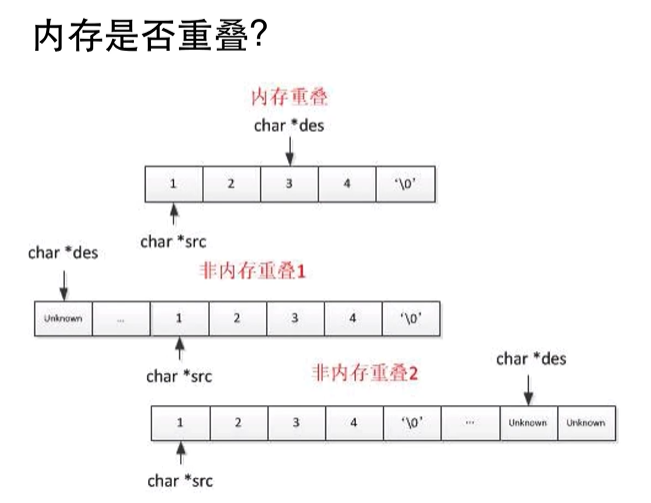 内存是否重叠?
内存重叠
char *des
1 2 3 4 '\0'
char *src
char *des
非内存重叠1
Unknown ... 1 2 3 4 '\0'
char *src
非内存重叠2
char *des
1 2 3 4 '\0' ... Unknown Unknown
char *src